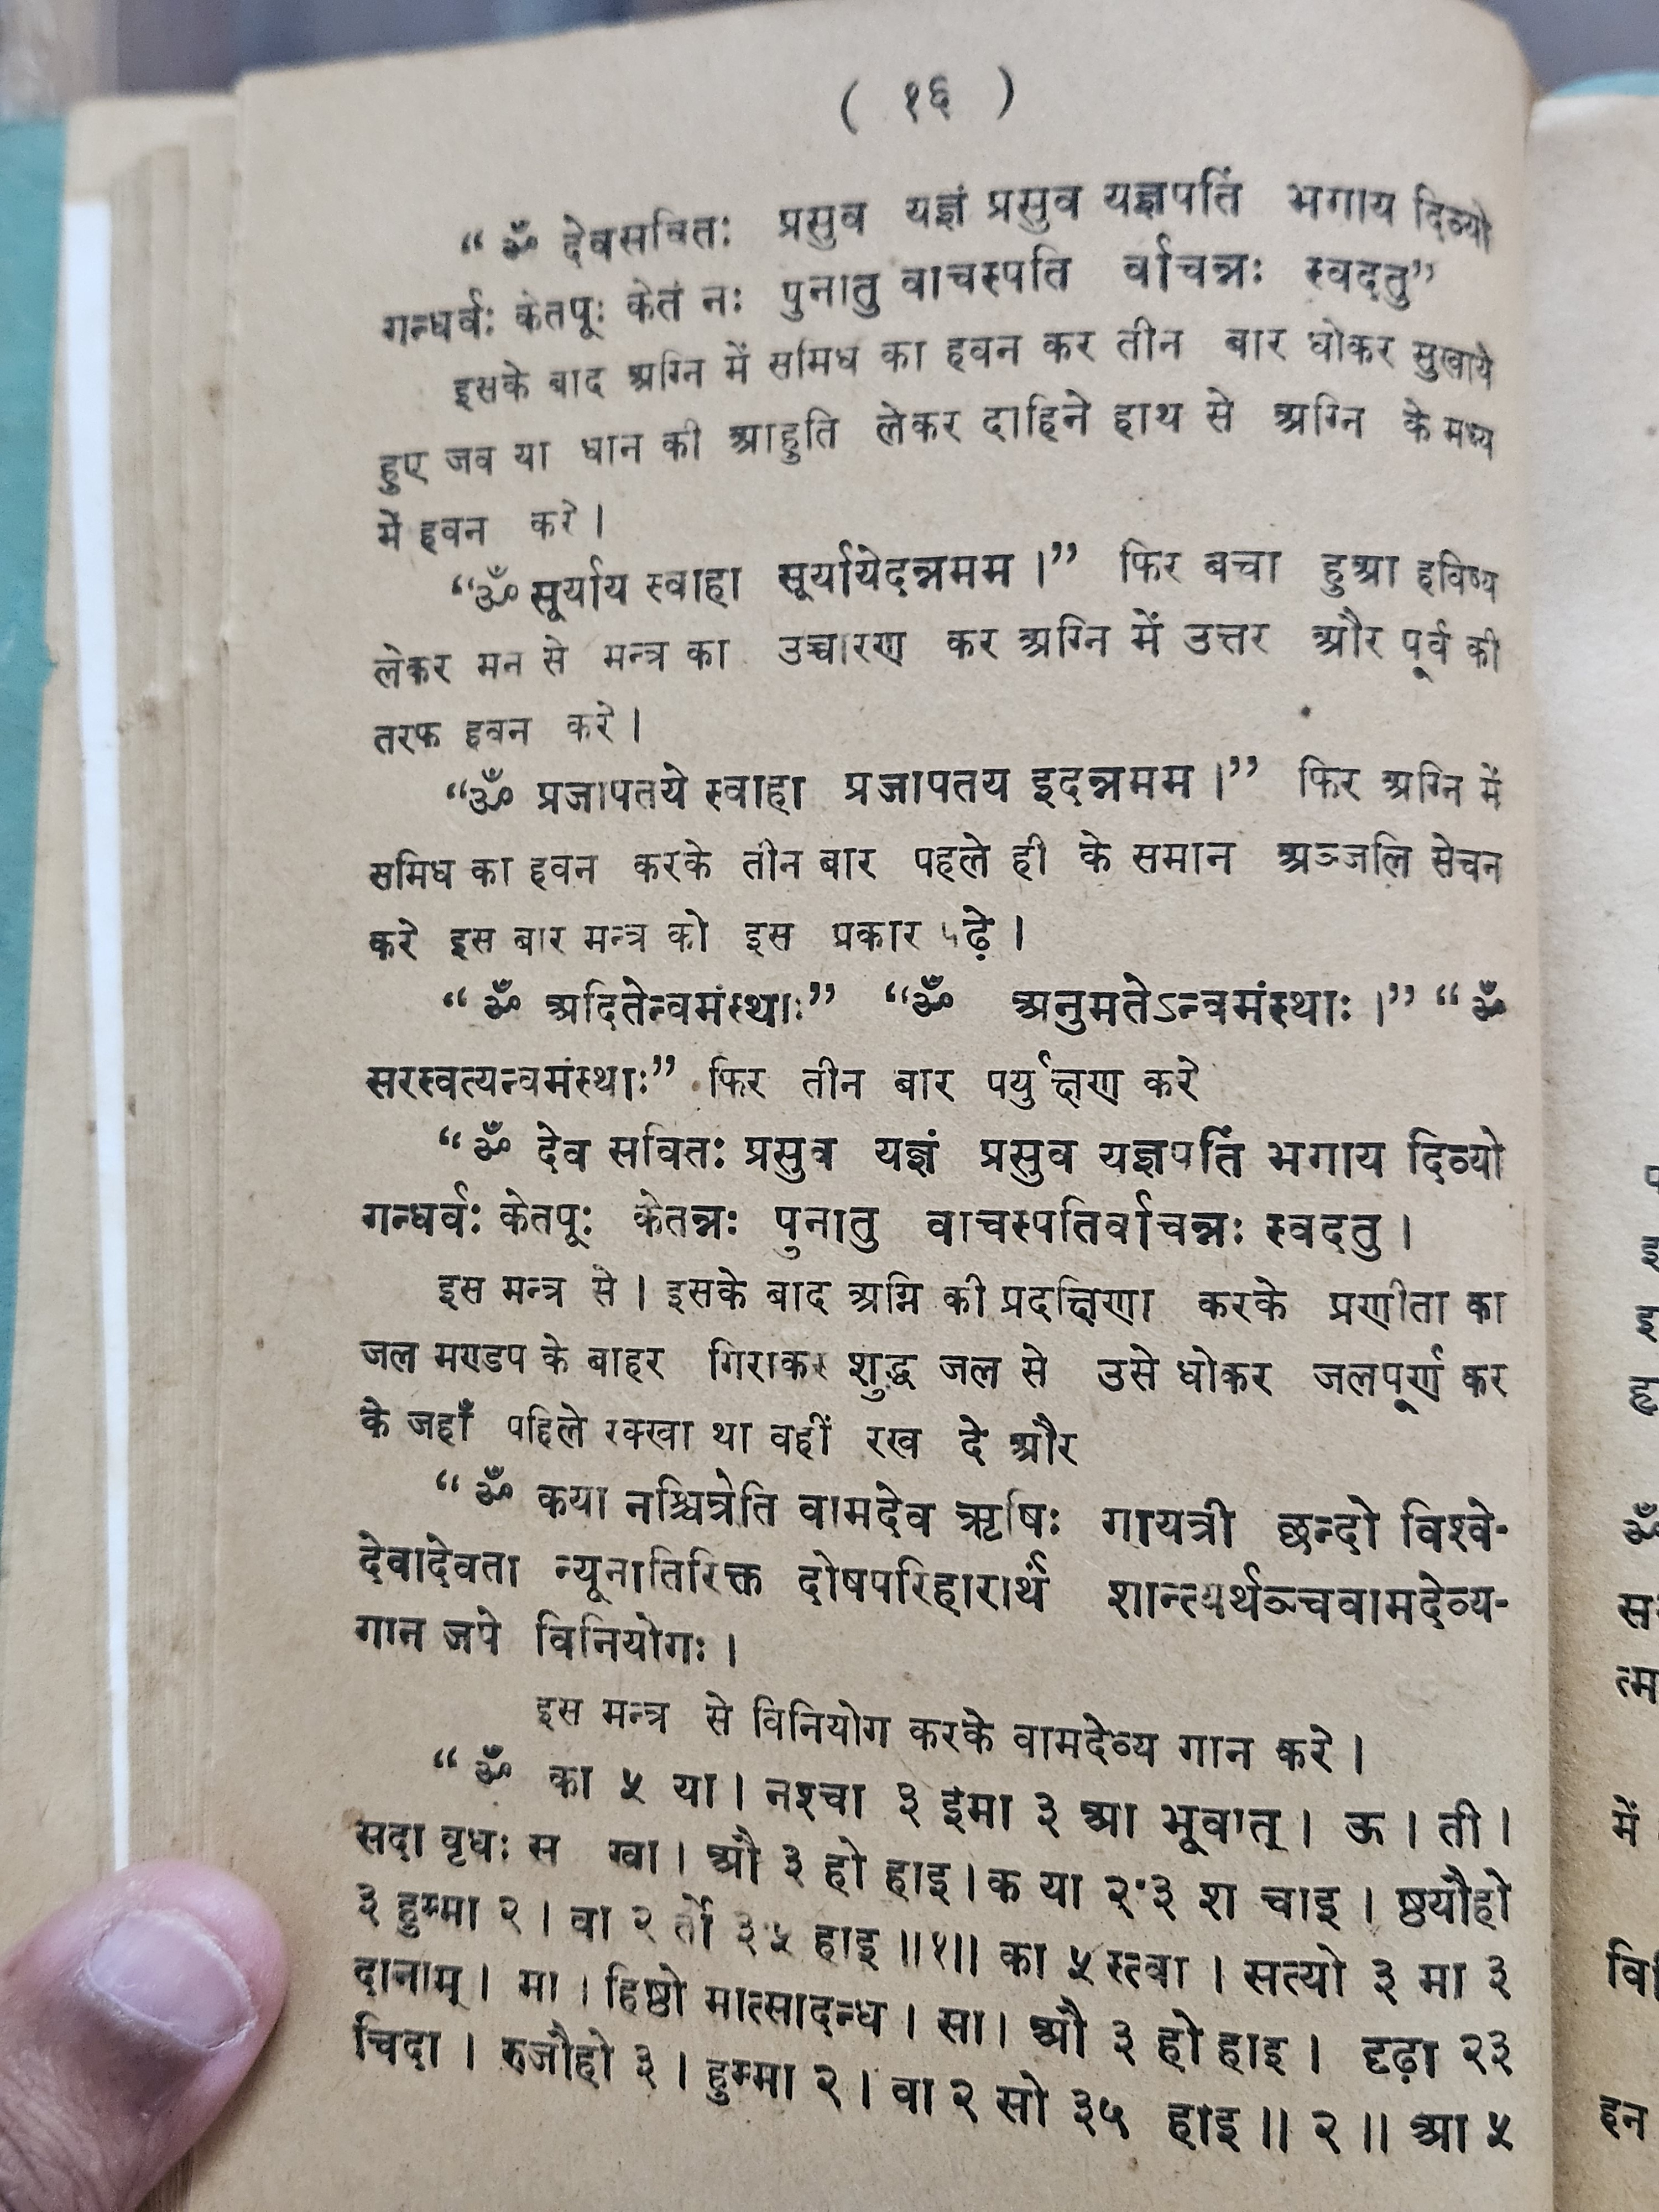 ( १६ )
“ ॐ देवसवितः प्रसुव यज्ञं प्रसुव यज्ञपतिं भगाय दिव्यो
गन्धर्वः केतपूः केतं नः पुनातु वाचस्पति र्वाचन्नः स्वदतु”
इसके बाद अग्नि में समिध का हवन कर तीन बार धोकर सुखाये
हुए जव या धान की आहुति लेकर दाहिने हाथ से अग्नि के मध्य
में हवन करे ।
“ॐ सूर्याय स्वाहा सूर्यायेदन्नमम ।” फिर बचा हुआ हविष्य
लेकर मन से मन्त्र का उच्चारण कर अग्नि में उत्तर और पूर्व की
तरफ हवन करे ।
“ॐ प्रजापतये स्वाहा प्रजापतय इदन्नमम ।” फिर अग्नि में
समिध का हवन करके तीन बार पहले ही के समान अञ्जलि सेचन
करे इस बार मन्त्र को इस प्रकार पढ़े ।
“ ॐ अदितेन्वमंस्थाः” “ॐ अनुमतेऽन्वमंस्थाः ।” “ ॐ
सरस्वत्यन्वमंस्थाः” फिर तीन बार पर्युक्षण करे
“ ॐ देव सवितः प्रसुव यज्ञं प्रसुव यज्ञपतिं भगाय दिव्यो
गन्धर्वः केतपूः केतन्नः पुनातु वाचस्पतिर्वाचन्नः स्वदतु ।
इस मन्त्र से । इसके बाद अग्नि की प्रदक्षिणा करके प्रणीता का
जल मण्डप के बाहर गिराकर शुद्ध जल से उसे धोकर जलपूर्ण कर
के जहाँ पहिले रक्खा था वहीं रख दे और
“ ॐ कया नश्चित्रेति वामदेव ऋषिः गायत्री छन्दो विश्वे-
देवादेवता न्यूनातिरिक्त दोषपरिहारार्थं शान्त्यर्थञ्चवामदेव्य-
गान जपे विनियोगः ।
इस मन्त्र से विनियोग करके वामदेव्य गान करे ।
“ ॐ का ५ या । नश्चा ३ इमा ३ आ भूवात् । ऊ । ती ।
सदा वृधः स खा । औ ३ हो हाइ । क या २·३ श चाइ । ष्ठयौहो
३ हुम्मा २ । वा २ र्तो ३·५ हाइ ॥१॥ का ५ स्त्वा । सत्यो ३ मा ३
दानाम् । मा । हिष्ठो मात्सादन्ध । सा । औ ३ हो हाइ । दृढ़ा २३
चिदा । रुजौहो ३ । हुम्मा २ । वा २ सो ३५ हाइ ॥ २ ॥ आ ५